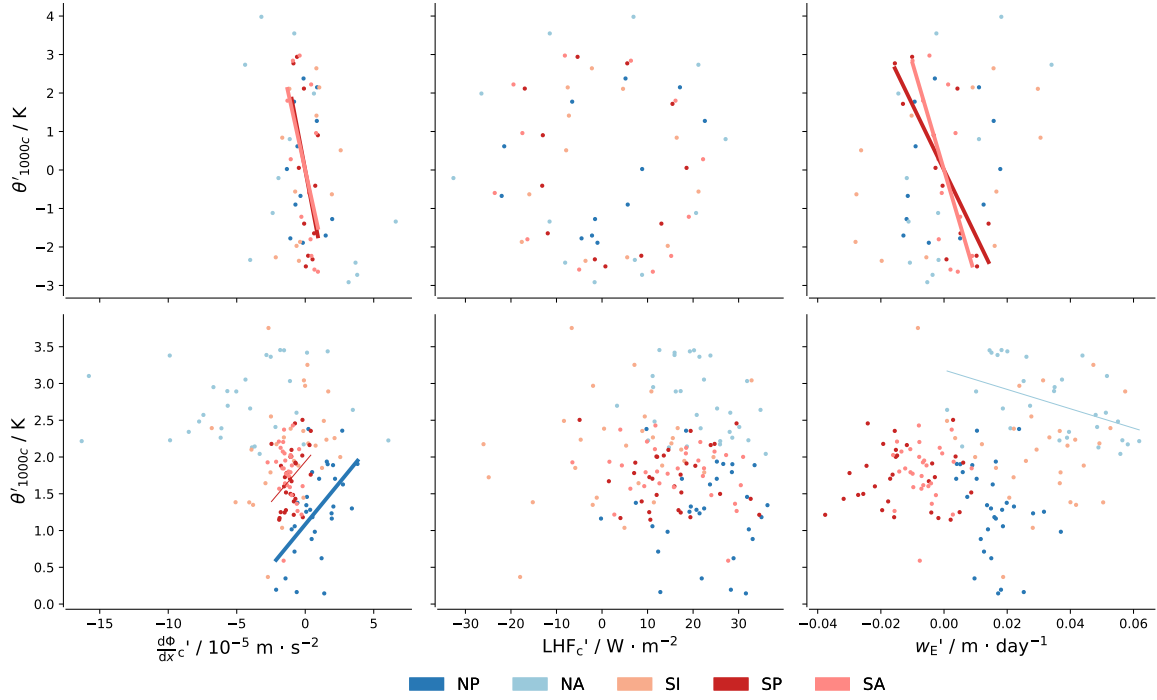 4
3
2
1
0
−1
−2
−3
θ'1000c / K
θ'1000c / K
θ'1000c / K
3.5
3.0
2.5
2.0
1.5
1.0
0.5
0.0
θ'1000c / K
−15 −10 −5 0 5
−30 −20 −10 0 10 20 30
−0.04 −0.02 0.00 0.02 0.04 0.06
dΦ/dx c' / 10⁻⁵ m · s⁻²
LHFc' / W · m⁻²
wE' / m · day⁻¹
NP NA SI SP SA